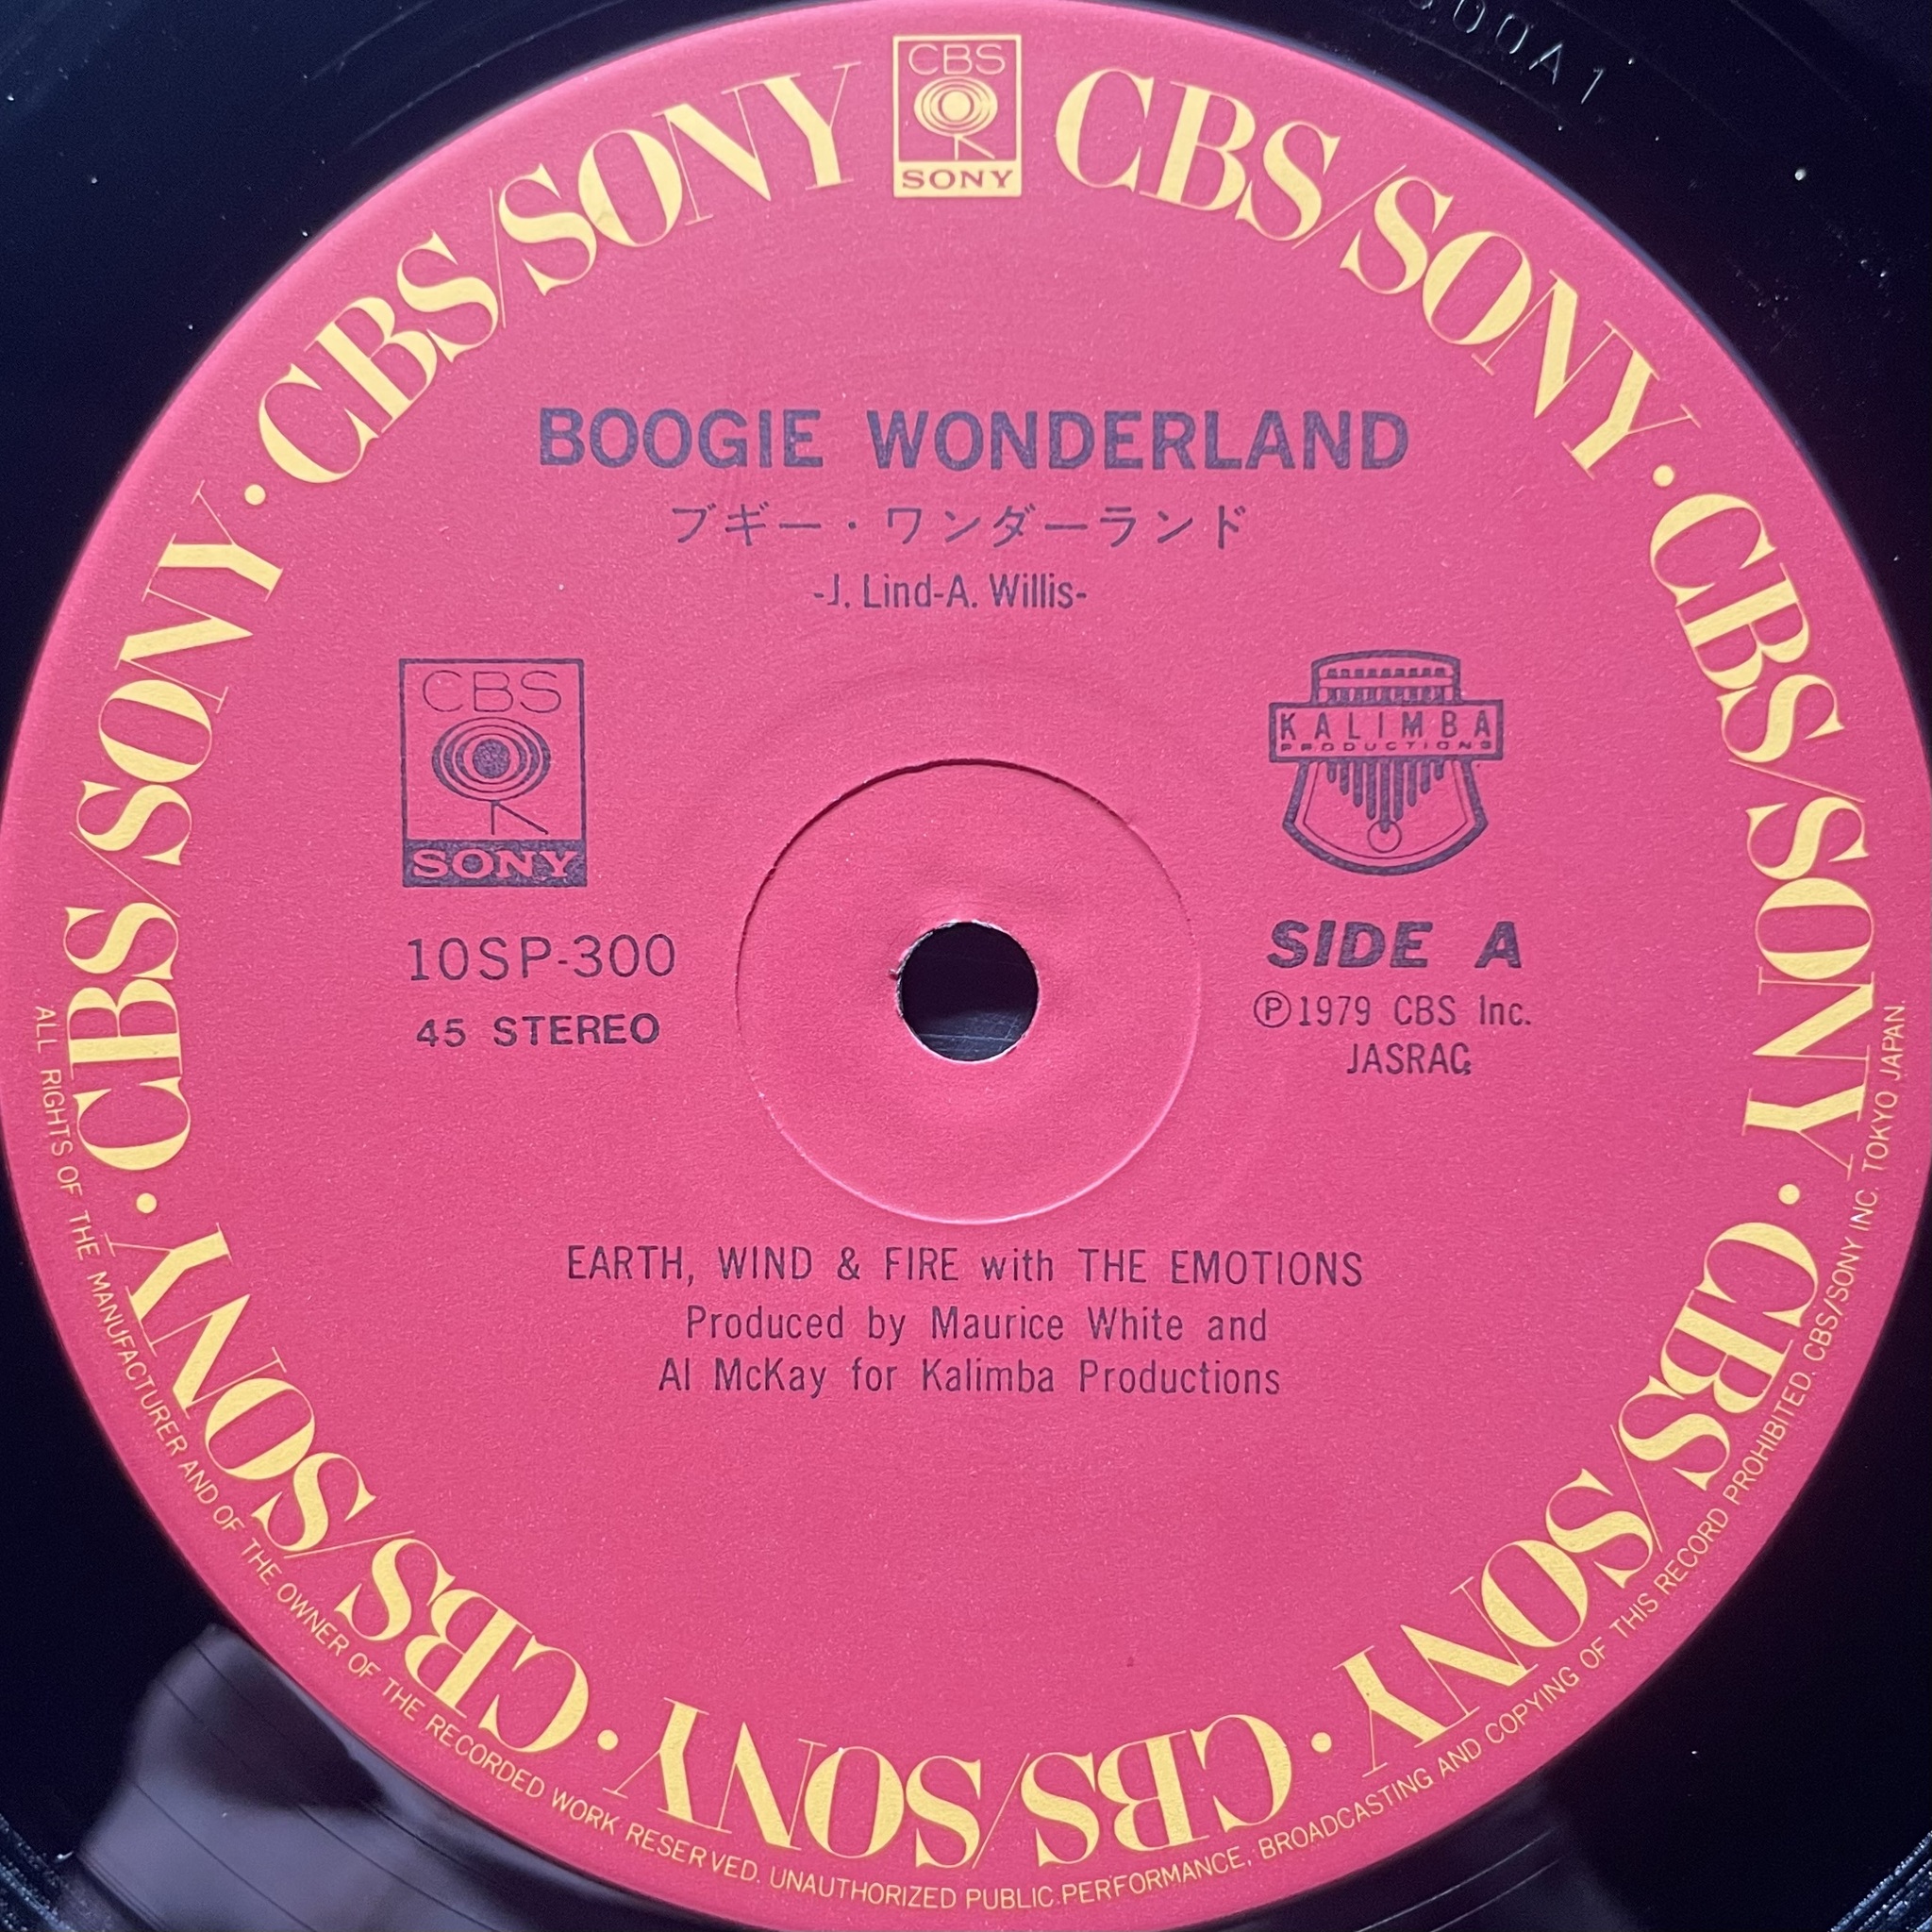 00A1
CBS
SONY
CBS/SONY · CBS/SONY · CBS/SONY · CBS/SONY · CBS/SONY · CBS/SONY · CBS/SONY
BOOGIE WONDERLAND
ブギー・ワンダーランド
-J. Lind-A. Willis-
CBS
SONY
KALIMBA
PRODUCTIONS
10SP-300
45 STEREO
SIDE A
Ⓟ1979 CBS Inc.
JASRAC
EARTH, WIND & FIRE with THE EMOTIONS
Produced by Maurice White and
Al McKay for Kalimba Productions
ALL RIGHTS OF THE MANUFACTURER AND OF THE OWNER OF THE RECORDED WORK RESERVED. UNAUTHORIZED PUBLIC PERFORMANCE, BROADCASTING AND COPYING OF THIS RECORD PROHIBITED. CBS/SONY INC. TOKYO JAPAN.